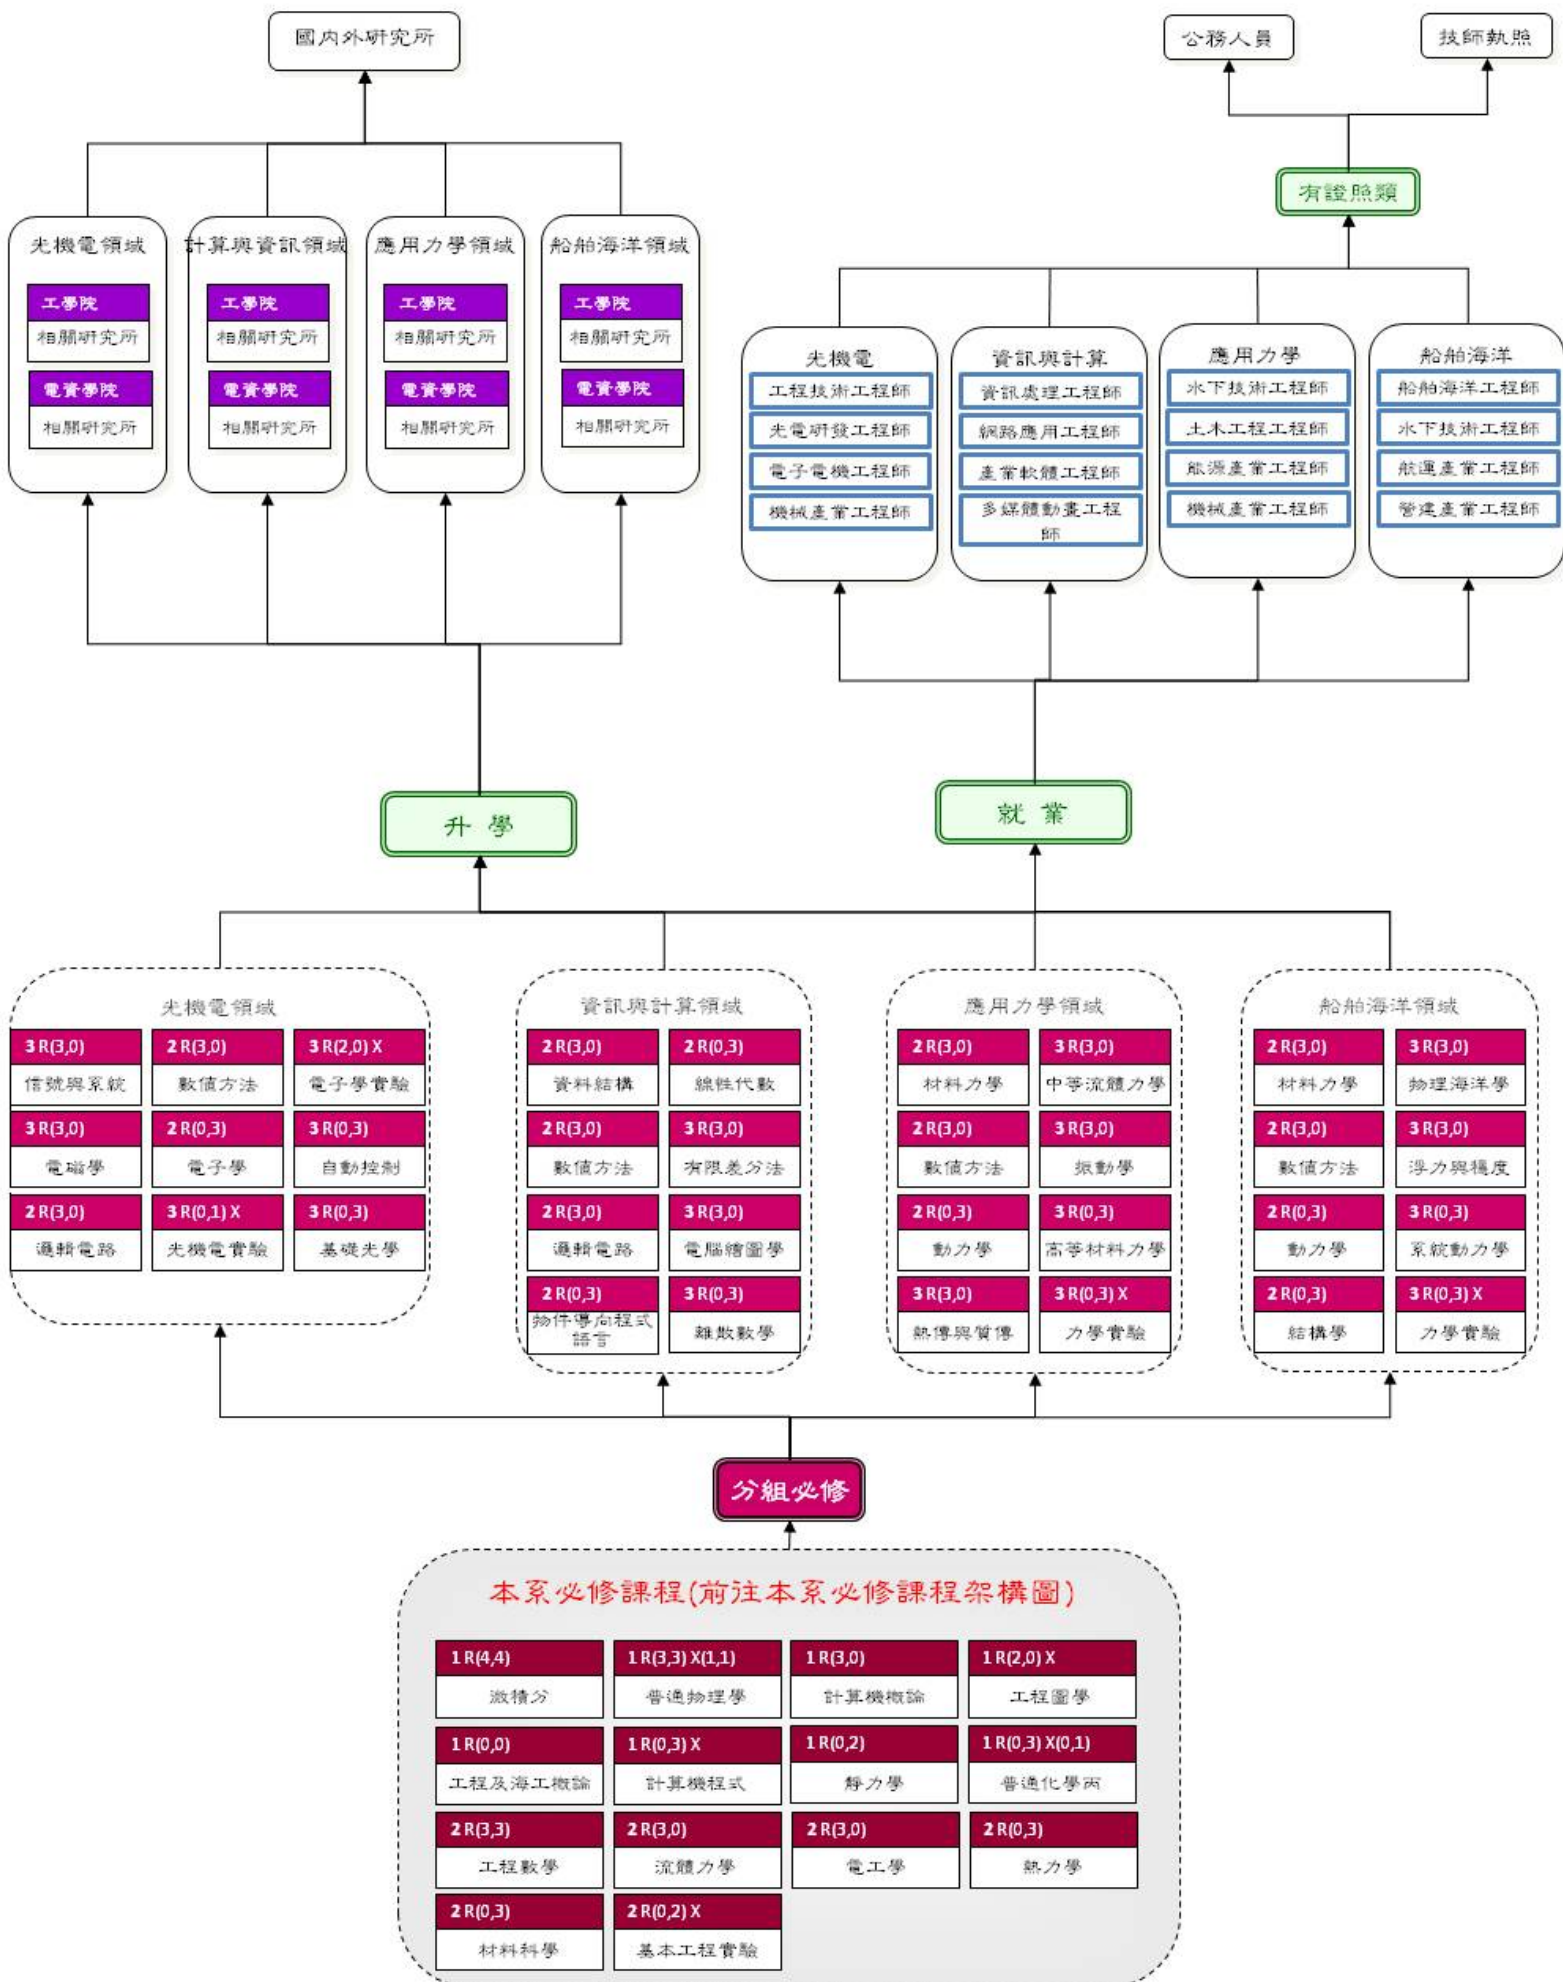 國內外研究所
公務人員
技師執照
有證照類
光機電領域
工學院
相關研究所
電資學院
相關研究所
計算與資訊領域
工學院
相關研究所
電資學院
相關研究所
應用力學領域
工學院
相關研究所
電資學院
相關研究所
船舶海洋領域
工學院
相關研究所
電資學院
相關研究所
光機電
工程技術工程師
光電研發工程師
電子電機工程師
機械產業工程師
資訊與計算
資訊處理工程師
網路應用工程師
產業軟體工程師
多媒體動畫工程
師
應用力學
水下技術工程師
土木工程工程師
能源產業工程師
機械產業工程師
船舶海洋
船舶海洋工程師
水下技術工程師
航運產業工程師
營建產業工程師
升 學
就 業
光機電領域
3 R(3,0)
信號與系統
2 R(3,0)
數值方法
3 R(2,0) X
電子學實驗
3 R(3,0)
電磁學
2 R(0,3)
電子學
3 R(0,3)
自動控制
2 R(3,0)
邏輯電路
3 R(0,1) X
光機電實驗
3 R(0,3)
基礎光學
資訊與計算領域
2 R(3,0)
資料結構
2 R(0,3)
線性代數
2 R(3,0)
數值方法
3 R(3,0)
有限差分法
2 R(3,0)
邏輯電路
3 R(3,0)
電腦繪圖學
2 R(0,3)
物件導向程式
語言
3 R(0,3)
離散數學
應用力學領域
2 R(3,0)
材料力學
3 R(3,0)
中等流體力學
2 R(3,0)
數值方法
3 R(3,0)
振動學
2 R(0,3)
動力學
3 R(0,3)
高等材料力學
3 R(3,0)
熱傳與質傳
3 R(0,3) X
力學實驗
船舶海洋領域
2 R(3,0)
材料力學
3 R(3,0)
物理海洋學
2 R(3,0)
數值方法
3 R(3,0)
浮力與穩度
2 R(0,3)
動力學
3 R(0,3)
系統動力學
2 R(0,3)
結構學
3 R(0,3) X
力學實驗
分組必修
本系必修課程(前往本系必修課程架構圖)
1 R(4,4)
微積分
1 R(3,3) X(1,1)
普通物理學
1 R(3,0)
計算機概論
1 R(2,0) X
工程圖學
1 R(0,0)
工程及海工概論
1 R(0,3) X
計算機程式
1 R(0,2)
靜力學
1 R(0,3) X(0,1)
普通化學丙
2 R(3,3)
工程數學
2 R(3,0)
流體力學
2 R(3,0)
電工學
2 R(0,3)
熱力學
2 R(0,3)
材料科學
2 R(0,2) X
基本工程實驗